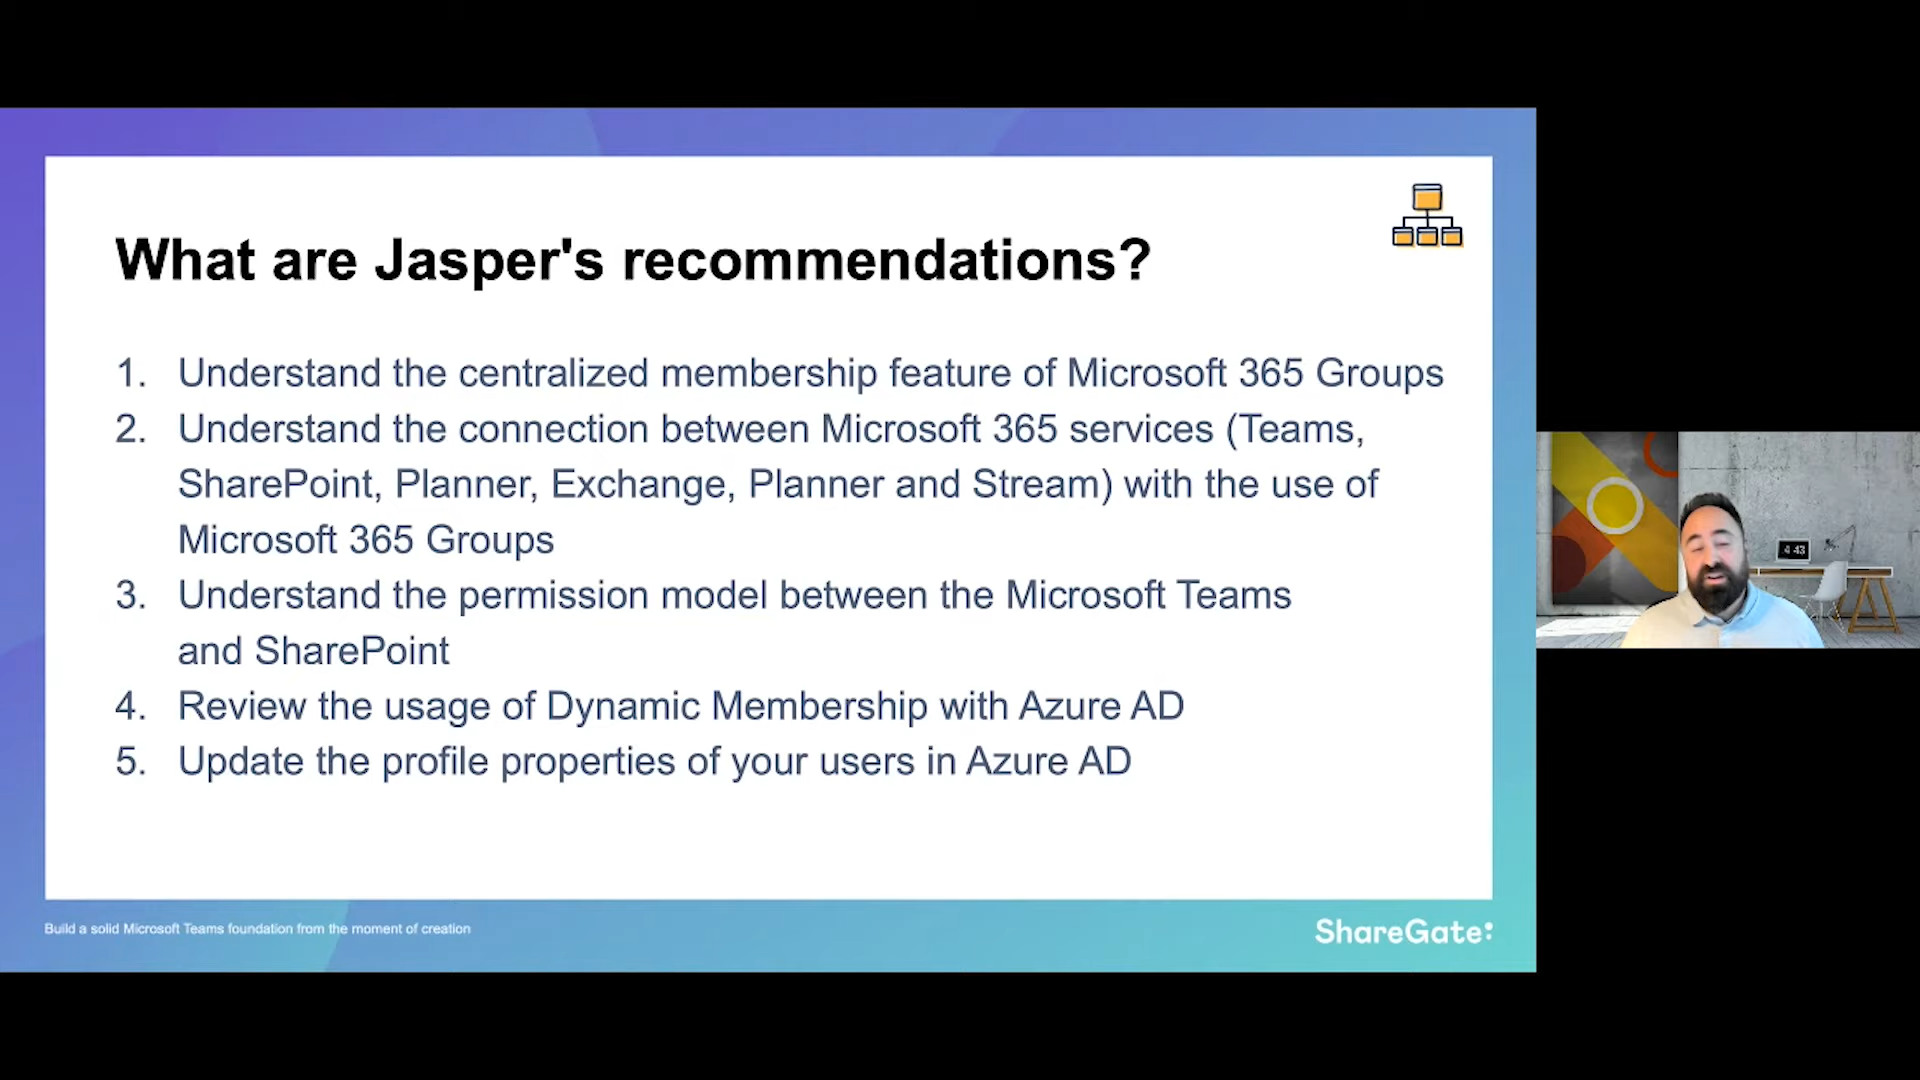 What are Jasper's recommendations?
1. Understand the centralized membership feature of Microsoft 365 Groups
2. Understand the connection between Microsoft 365 services (Teams,
SharePoint, Planner, Exchange, Planner and Stream) with the use of
Microsoft 365 Groups
3. Understand the permission model between the Microsoft Teams
and SharePoint
4. Review the usage of Dynamic Membership with Azure AD
5. Update the profile properties of your users in Azure AD
Build a solid Microsoft Teams foundation from the moment of creation
ShareGate:
4 43